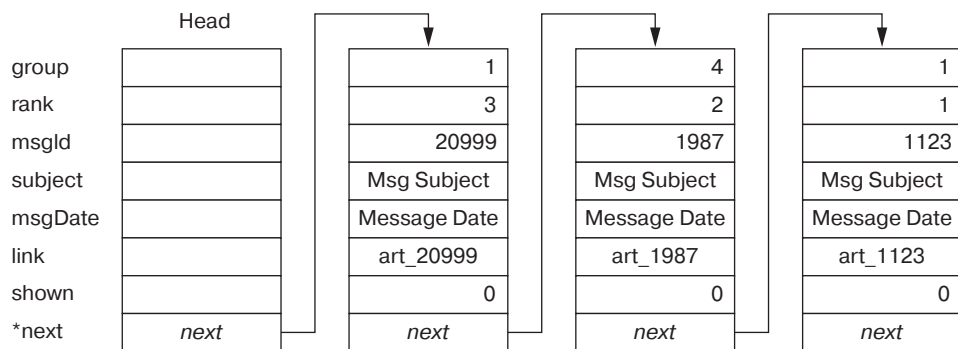 Head
group 1 4 1
rank 3 2 1
msgId 20999 1987 1123
subject Msg Subject Msg Subject Msg Subject
msgDate Message Date Message Date Message Date
link art_20999 art_1987 art_1123
shown 0 0 0
*next next next next next